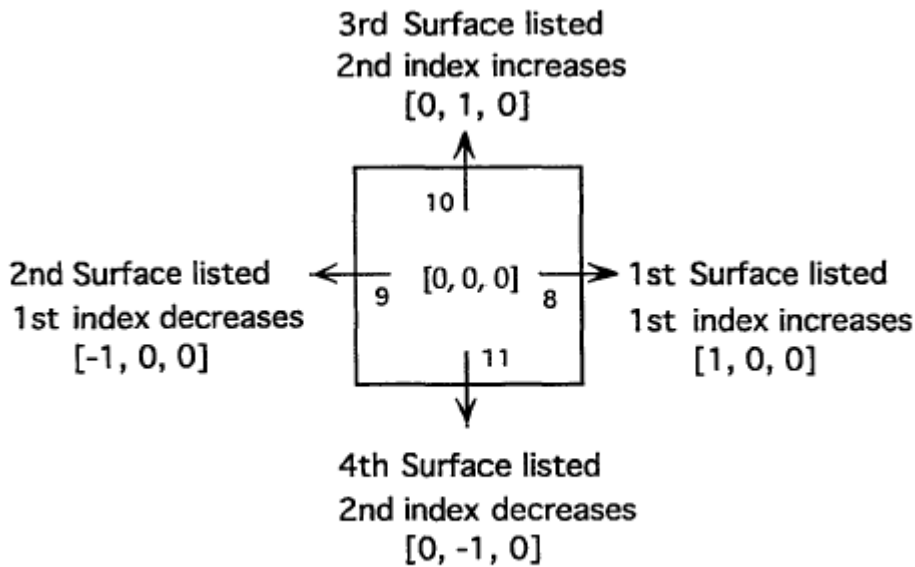 3rd Surface listed
2nd index increases
[0, 1, 0]
10
2nd Surface listed
1st index decreases
[-1, 0, 0]
9
[0, 0, 0]
8
1st Surface listed
1st index increases
[1, 0, 0]
11
4th Surface listed
2nd index decreases
[0, -1, 0]